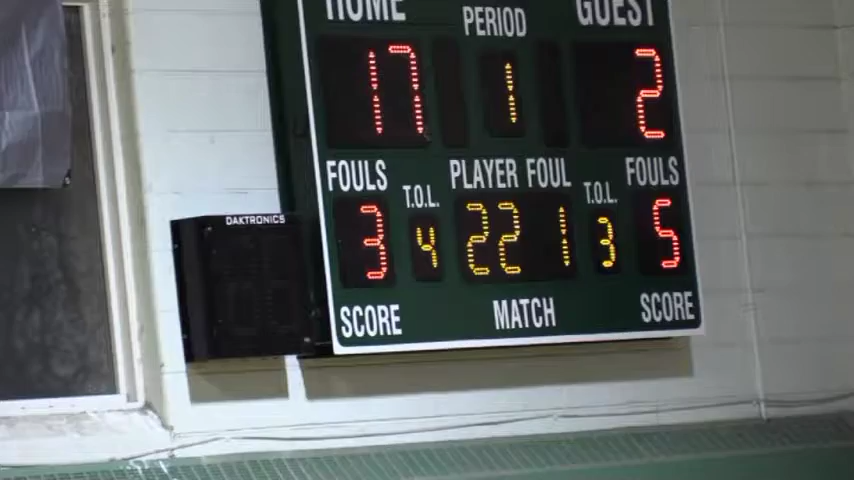 HOME PERIOD GUEST
17 1 2
FOULS T.O.L. PLAYER FOUL T.O.L. FOULS
3 4 22 1 3 5
SCORE MATCH SCORE
DAKTRONICS